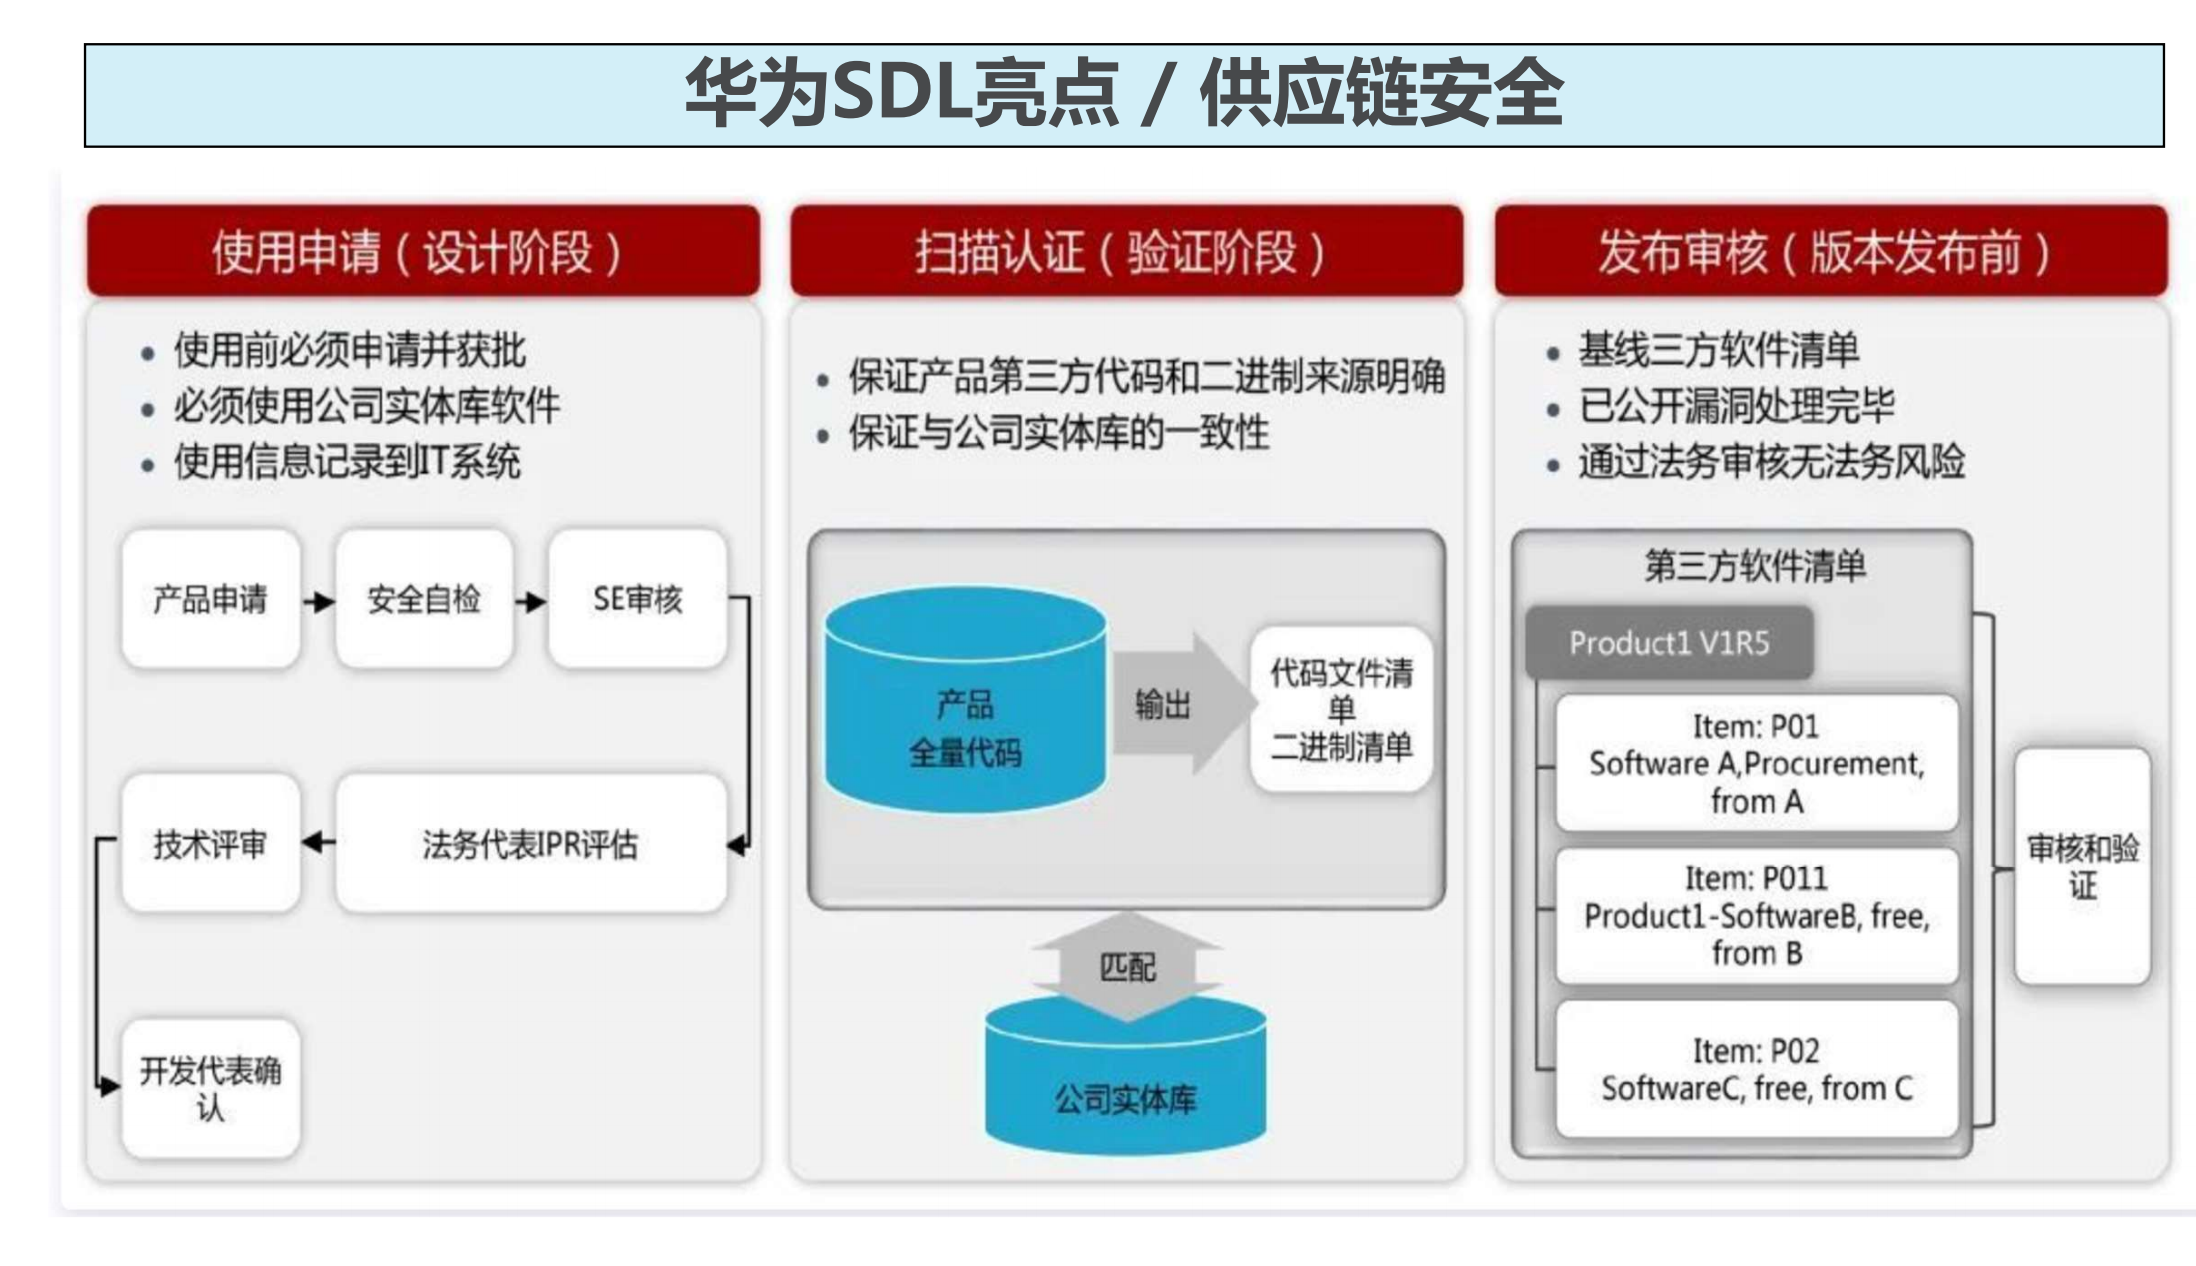 华为SDL亮点 / 供应链安全
使用申请（设计阶段）
• 使用前必须申请并获批
• 必须使用公司实体库软件
• 使用信息记录到IT系统
产品申请
安全自检
SE审核
法务代表IPR评估
技术评审
开发代表确
认
扫描认证（验证阶段）
• 保证产品第三方代码和二进制来源明确
• 保证与公司实体库的一致性
产品
全量代码
输出
代码文件清
单
二进制清单
匹配
公司实体库
发布审核（版本发布前）
• 基线三方软件清单
• 已公开漏洞处理完毕
• 通过法务审核无法务风险
第三方软件清单
Product1 V1R5
Item: P01
Software A,Procurement,
from A
Item: P011
Product1-SoftwareB, free,
from B
Item: P02
SoftwareC, free, from C
审核和验
证